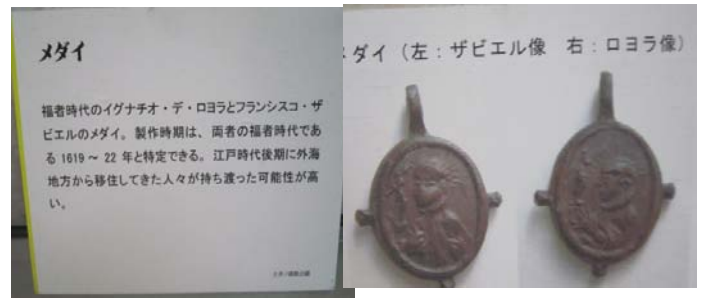 メダイ
福者時代のイグナチオ・デ・ロヨラとフランシスコ・ザ
ビエルのメダイ。製作時期は、両者の福者時代であ
る 1619 ~ 22 年と特定できる。江戸時代後期に外海
地方から移住してきた人々が持ち渡った可能性が高
い。
メダイ（左：ザビエル像　右：ロヨラ像）